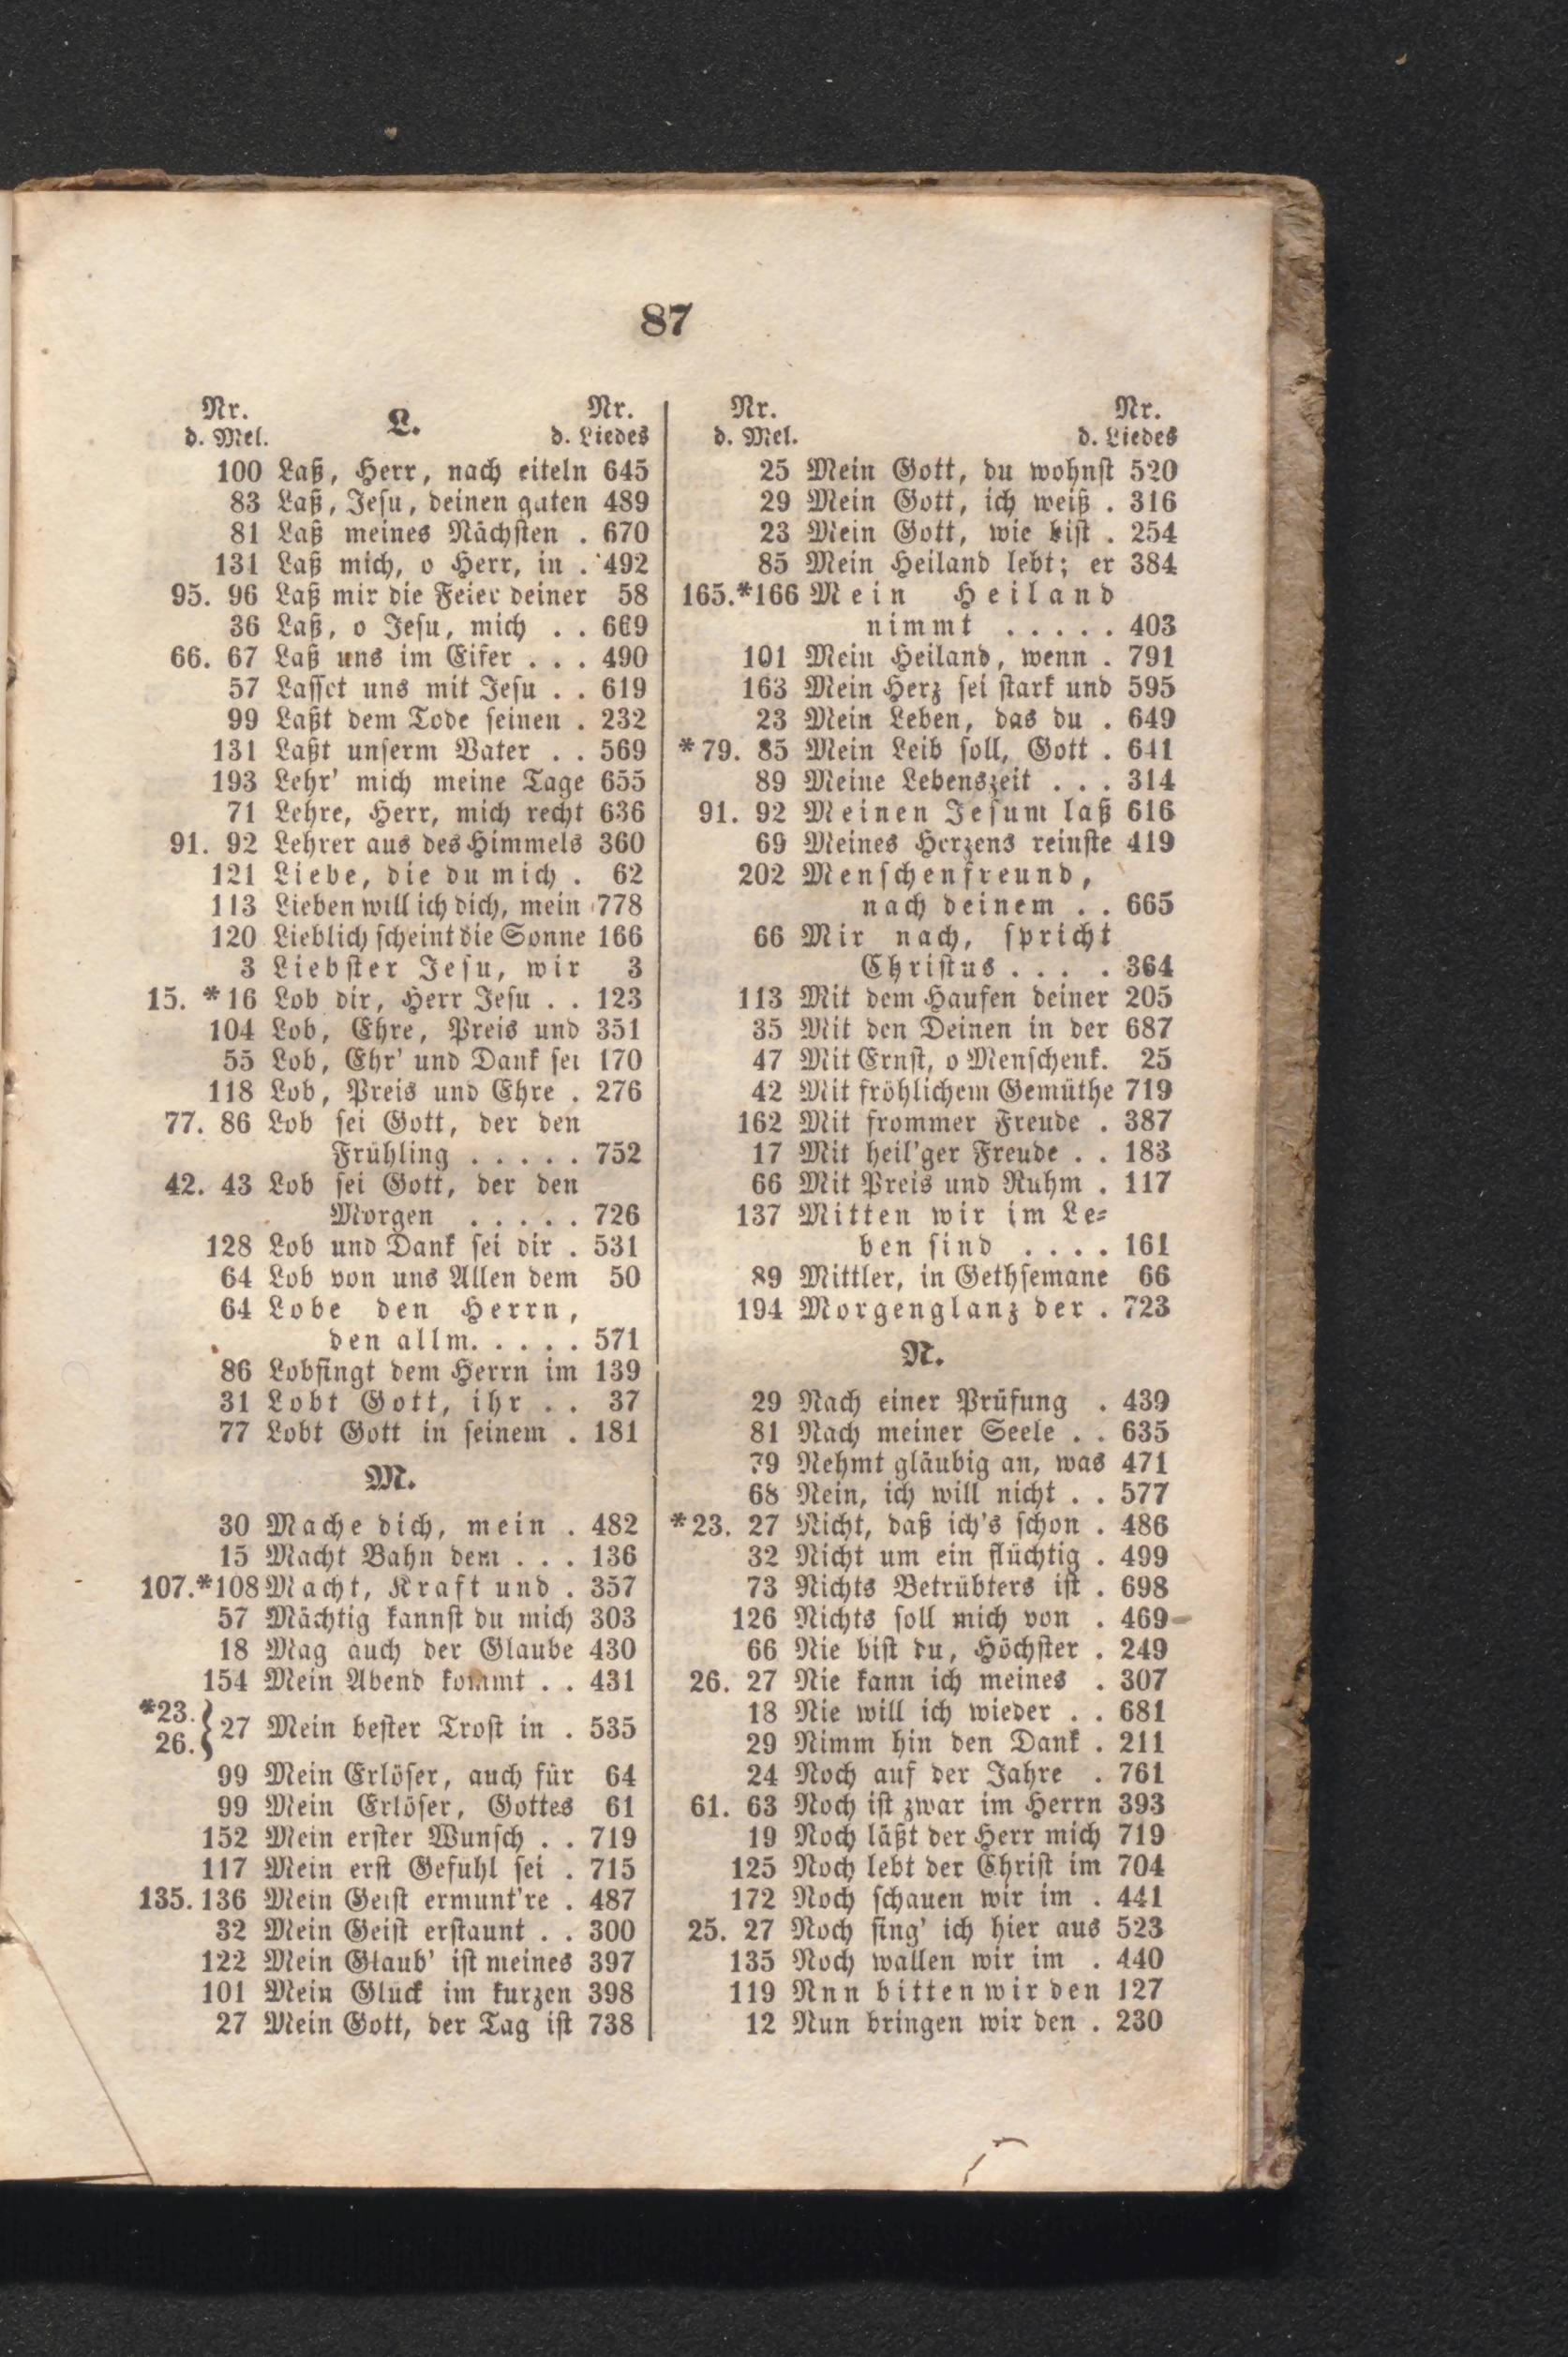 87
Nr. L. Nr.
d. Mel. d. Liedes
100 Laß, Herr, nach eiteln 645
83 Laß, Jesu, deinen guten 489
81 Laß meines Nächsten . 670
131 Laß mich, o Herr, in . 492
95. 96 Laß mir die Feier deiner 58
36 Laß, o Jesu, mich . . 669
66. 67 Laß uns im Eifer . . . 490
57 Lasset uns mit Jesu . . 619
99 Laßt dem Tode seinen . 232
131 Laßt unserm Vater . . 569
193 Lehr' mich meine Tage 655
71 Lehre, Herr, mich recht 636
91. 92 Lehrer aus des Himmels 360
121 Liebe, die du mich . 62
113 Lieben will ich dich, mein 778
120 Lieblich scheint die Sonne 166
3 Liebster Jesu, wir 3
15. *16 Lob dir, Herr Jesu . . 123
104 Lob, Ehre, Preis und 351
55 Lob, Ehr' und Dank sei 170
118 Lob, Preis und Ehre . 276
77. 86 Lob sei Gott, der den
Frühling . . . . . 752
42. 43 Lob sei Gott, der den
Morgen . . . . . 726
128 Lob und Dank sei dir . 531
64 Lob von uns Allen dem 50
64 Lobe den Herrn,
den allm. . . . . 571
86 Lobsingt dem Herrn im 139
31 Lobt Gott, ihr . . 37
77 Lobt Gott in seinem . 181
M.
30 Mache dich, mein . 482
15 Macht Bahn dem . . . 136
107.*108 Macht, Kraft und . 357
57 Mächtig kannst du mich 303
18 Mag auch der Glaube 430
154 Mein Abend kommt . . 431
*23.
26. } 27 Mein bester Trost in . 535
99 Mein Erlöser, auch für 64
99 Mein Erlöser, Gottes 61
152 Mein erster Wunsch . . 719
117 Mein erst Gefühl sei . 715
135. 136 Mein Geist ermunt're . 487
32 Mein Geist erstaunt . . 300
122 Mein Glaub' ist meines 397
101 Mein Glück im kurzen 398
27 Mein Gott, der Tag ist 738
Nr. Nr.
d. Mel. d. Liedes
25 Mein Gott, du wohnst 520
29 Mein Gott, ich weiß . 316
23 Mein Gott, wie bist . 254
85 Mein Heiland lebt; er 384
165.*166 Mein Heiland
nimmt . . . . . 403
101 Mein Heiland, wenn . 791
163 Mein Herz sei stark und 595
23 Mein Leben, das du . 649
*79. 85 Mein Leib soll, Gott . 641
89 Meine Lebenszeit . . . 314
91. 92 Meinen Jesum laß 616
69 Meines Herzens reinste 419
202 Menschenfreund,
nach deinem . . 665
66 Mir nach, spricht
Christus . . . . 364
113 Mit dem Haufen deiner 205
35 Mit den Deinen in der 687
47 Mit Ernst, o Menschenk. 25
42 Mit fröhlichem Gemüthe 719
162 Mit frommer Freude . 387
17 Mit heil'ger Freude . . 183
66 Mit Preis und Ruhm . 117
137 Mitten wir im Le-
ben sind . . . . 161
89 Mittler, in Gethsemane 66
194 Morgenglanz der . 723
N.
29 Nach einer Prüfung . 439
81 Nach meiner Seele . . 635
79 Nehmt gläubig an, was 471
68 Nein, ich will nicht . . 577
*23. 27 Nicht, daß ich's schon . 486
32 Nicht um ein flüchtig . 499
73 Nichts Betrübters ist . 698
126 Nichts soll mich von . 469
66 Nie bist du, Höchster . 249
26. 27 Nie kann ich meines . 307
18 Nie will ich wieder . . 681
29 Nimm hin den Dank . 211
24 Noch auf der Jahre . 761
61. 63 Noch ist zwar im Herrn 393
19 Noch läßt der Herr mich 719
125 Noch lebt der Christ im 704
172 Noch schauen wir im . 441
25. 27 Noch sing' ich hier aus 523
135 Noch wallen wir im . 440
119 Nnn bitten wir den 127
12 Nun bringen wir den . 230